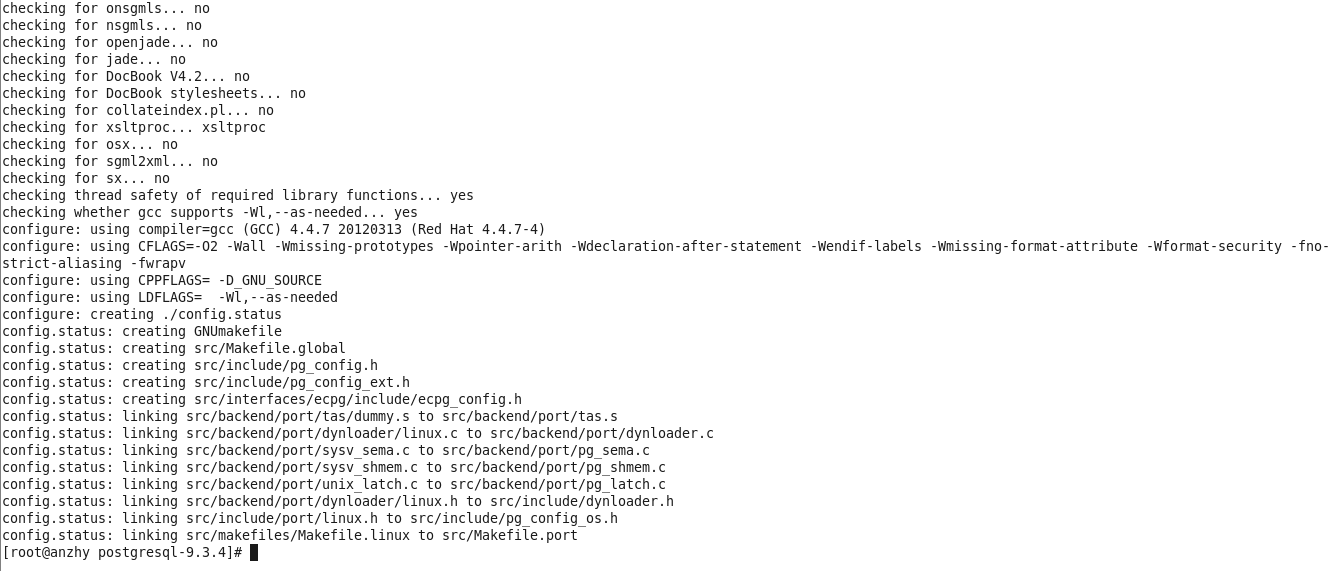 checking for onsgmls... no
checking for nsgmls... no
checking for openjade... no
checking for jade... no
checking for DocBook V4.2... no
checking for DocBook stylesheets... no
checking for collateindex.pl... no
checking for xsltproc... xsltproc
checking for osx... no
checking for sgml2xml... no
checking for sx... no
checking thread safety of required library functions... yes
checking whether gcc supports -Wl,--as-needed... yes
configure: using compiler=gcc (GCC) 4.4.7 20120313 (Red Hat 4.4.7-4)
configure: using CFLAGS=-O2 -Wall -Wmissing-prototypes -Wpointer-arith -Wdeclaration-after-statement -Wendif-labels -Wmissing-format-attribute -Wformat-security -fno-
strict-aliasing -fwrapv
configure: using CPPFLAGS= -D_GNU_SOURCE
configure: using LDFLAGS=  -Wl,--as-needed
configure: creating ./config.status
config.status: creating GNUmakefile
config.status: creating src/Makefile.global
config.status: creating src/include/pg_config.h
config.status: creating src/include/pg_config_ext.h
config.status: creating src/interfaces/ecpg/include/ecpg_config.h
config.status: linking src/backend/port/tas/dummy.s to src/backend/port/tas.s
config.status: linking src/backend/port/dynloader/linux.c to src/backend/port/dynloader.c
config.status: linking src/backend/port/sysv_sema.c to src/backend/port/pg_sema.c
config.status: linking src/backend/port/sysv_shmem.c to src/backend/port/pg_shmem.c
config.status: linking src/backend/port/unix_latch.c to src/backend/port/pg_latch.c
config.status: linking src/backend/port/dynloader/linux.h to src/include/dynloader.h
config.status: linking src/include/port/linux.h to src/include/pg_config_os.h
config.status: linking src/makefiles/Makefile.linux to src/Makefile.port
[root@anzhy postgresql-9.3.4]#